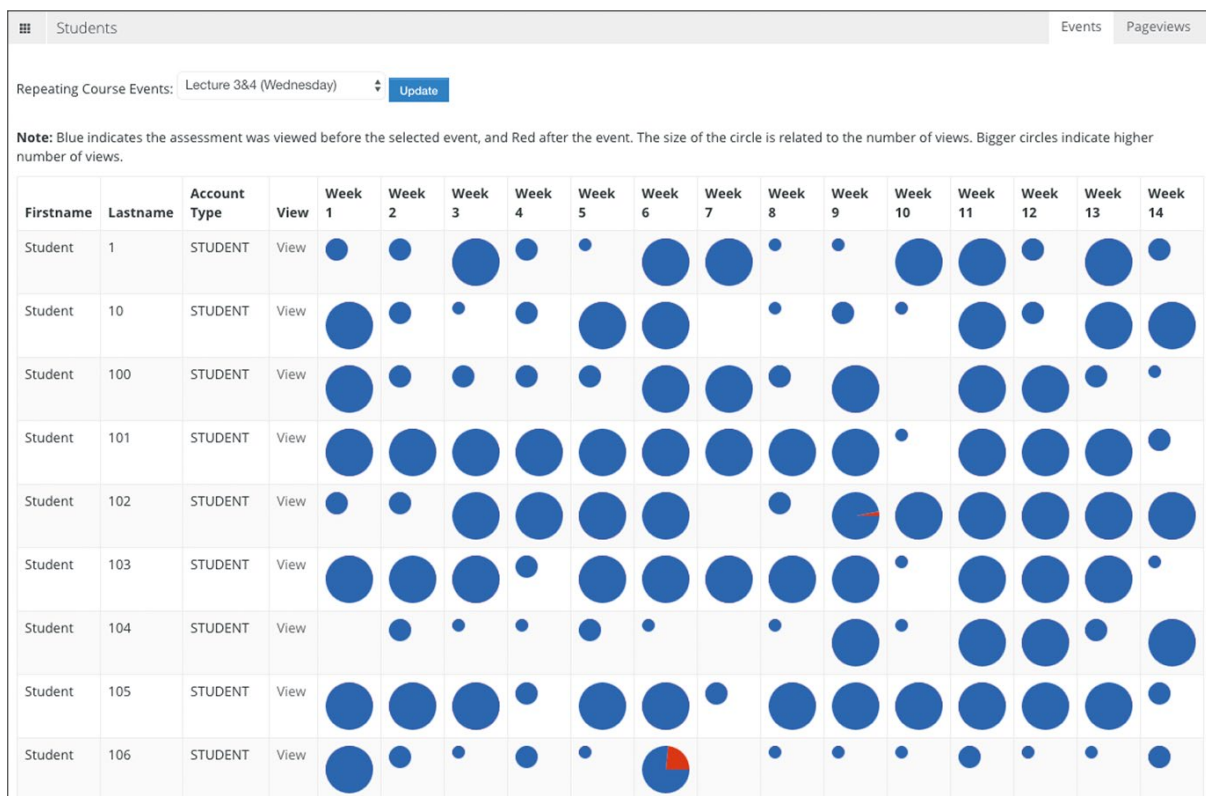 Students Events Pageviews
Repeating Course Events: Lecture 3&4 (Wednesday) Update
Note: Blue indicates the assessment was viewed before the selected event, and Red after the event. The size of the circle is related to the number of views. Bigger circles indicate higher
number of views.
Firstname Lastname Account Type View Week 1 Week 2 Week 3 Week 4 Week 5 Week 6 Week 7 Week 8 Week 9 Week 10 Week 11 Week 12 Week 13 Week 14
Student 1 STUDENT View
Student 10 STUDENT View
Student 100 STUDENT View
Student 101 STUDENT View
Student 102 STUDENT View
Student 103 STUDENT View
Student 104 STUDENT View
Student 105 STUDENT View
Student 106 STUDENT View